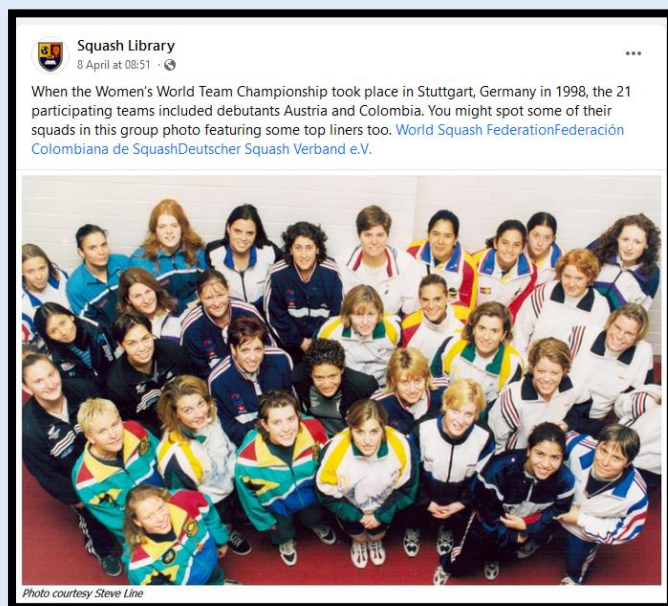 Squash Library
8 April at 08:51 ·
When the Women's World Team Championship took place in Stuttgart, Germany in 1998, the 21
participating teams included debutants Austria and Colombia. You might spot some of their
squads in this group photo featuring some top liners too. World Squash FederationFederación
Colombiana de SquashDeutscher Squash Verband e.V.
Photo courtesy Steve Line